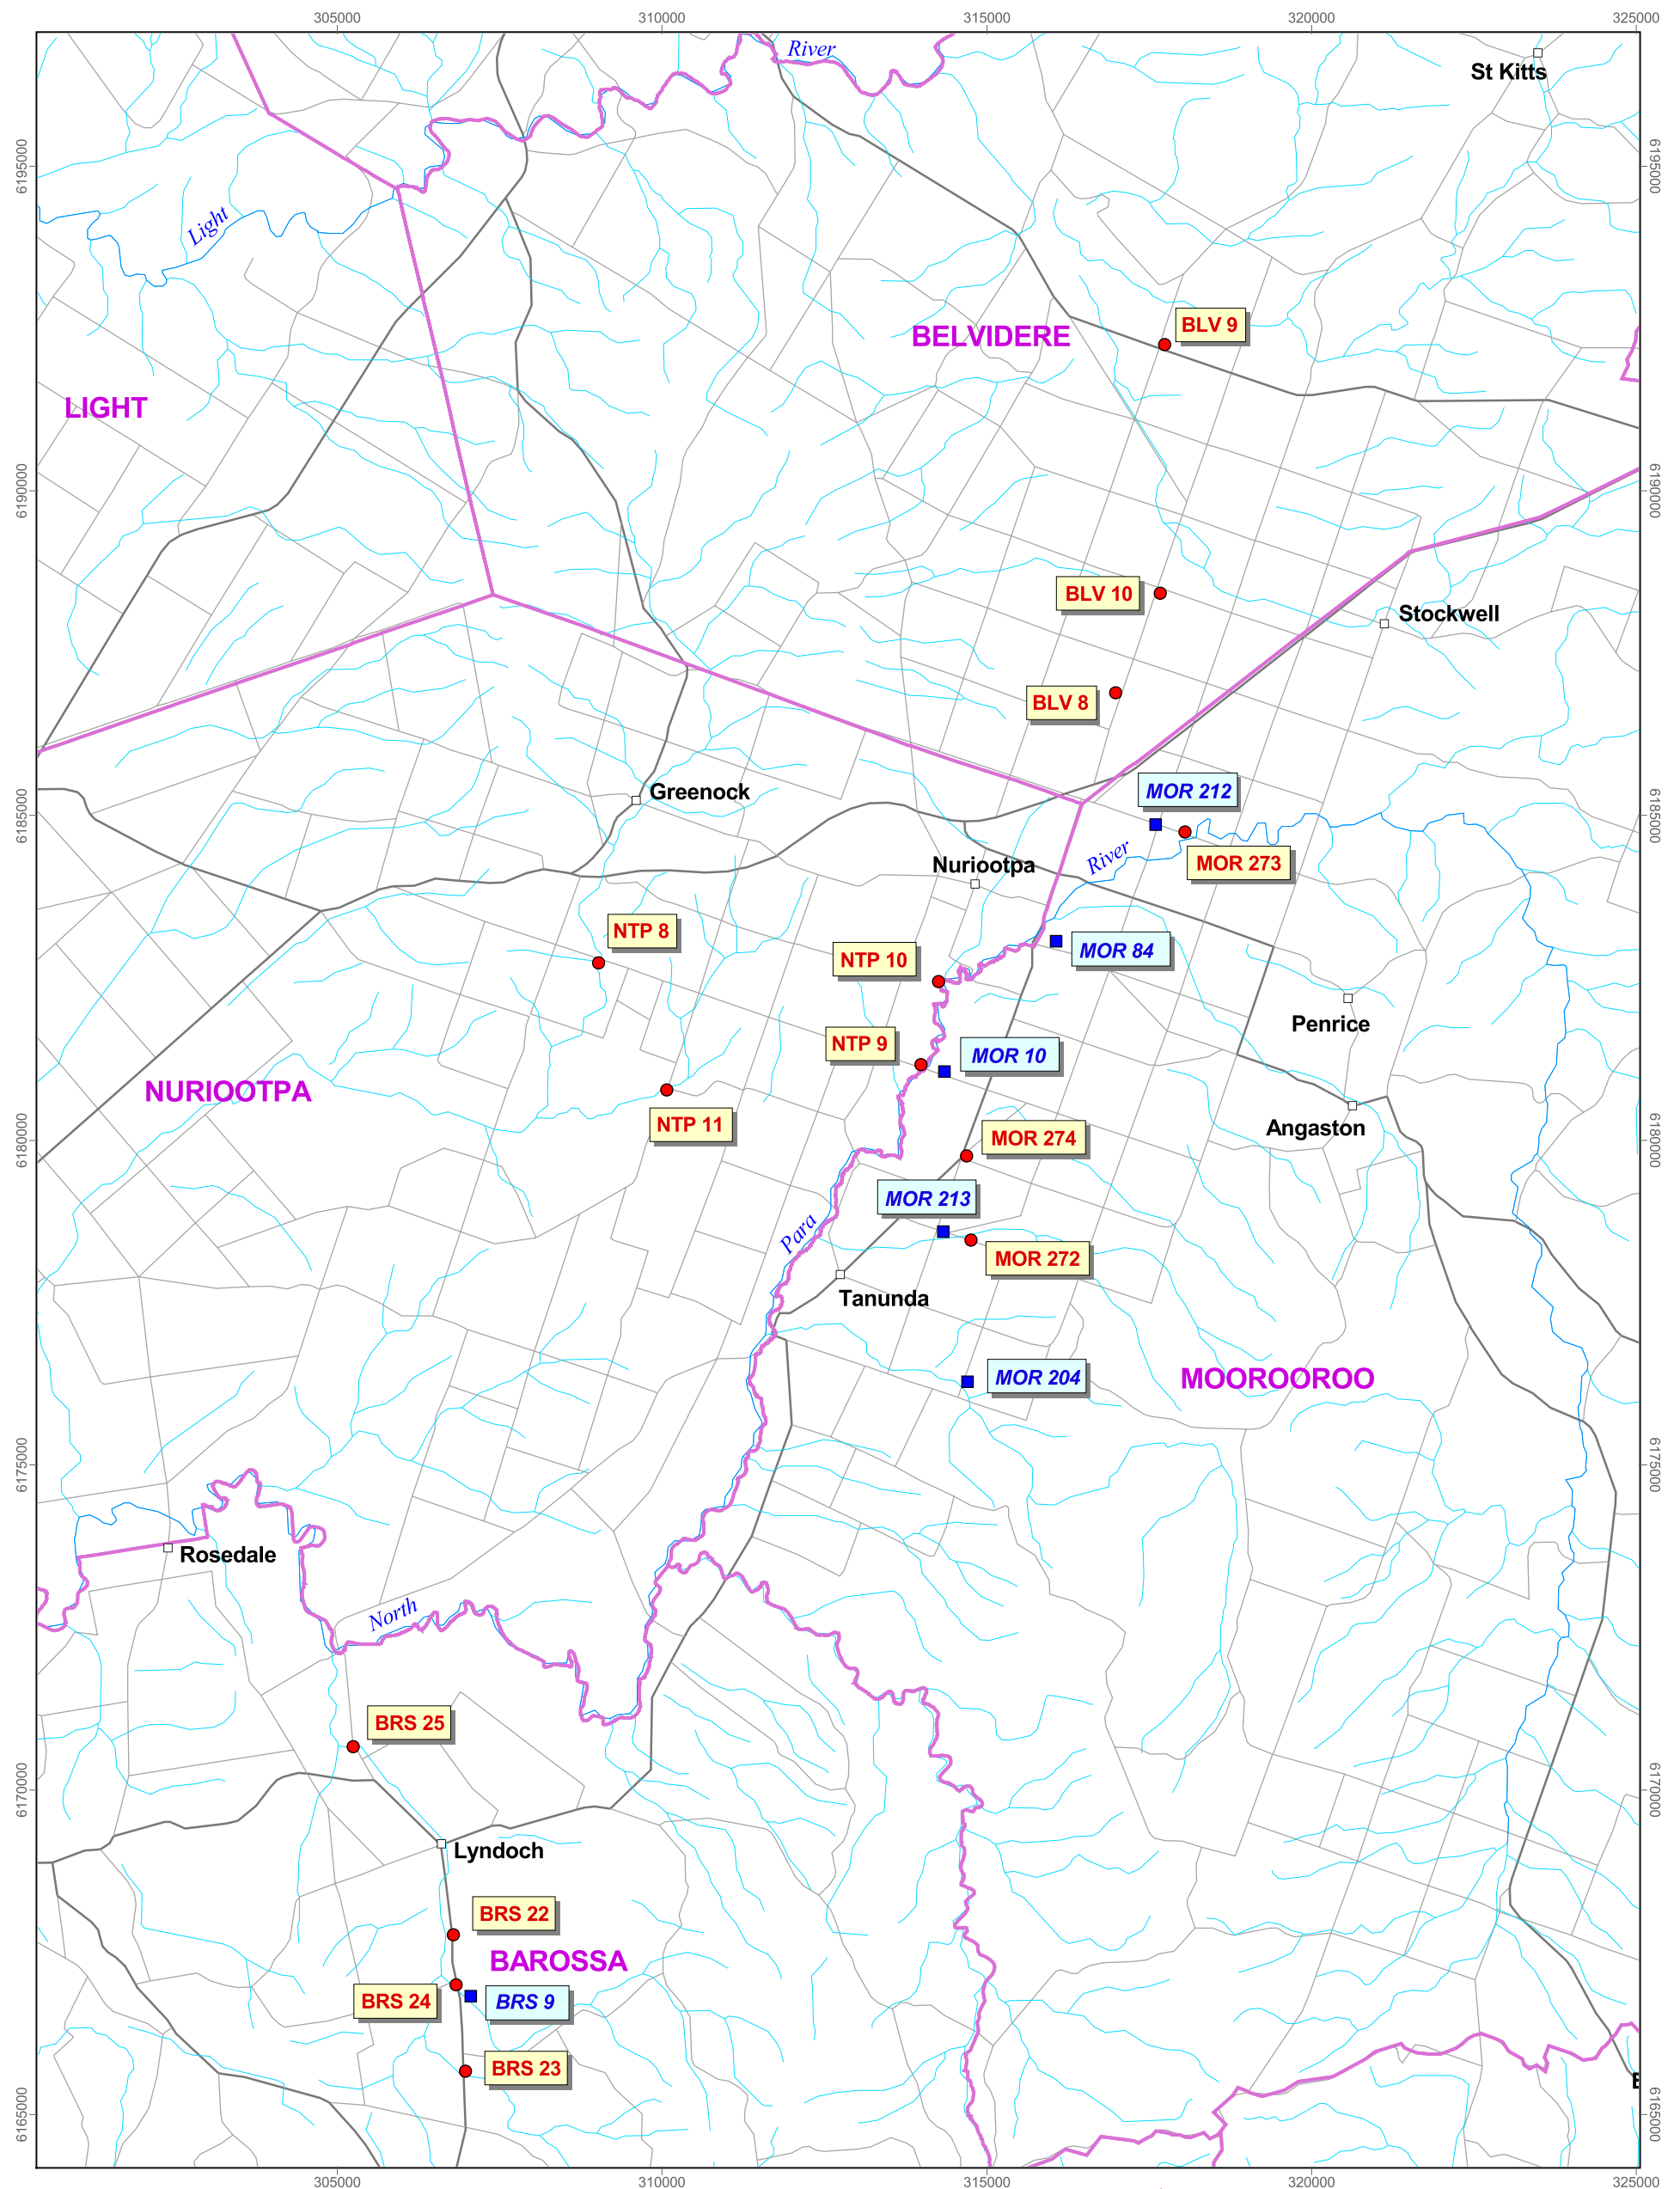 305000
310000
315000
320000
325000
River
St Kitts
6195000
6195000
Light
BLV 9
BELVIDERE
LIGHT
6190000
6190000
BLV 10
Stockwell
BLV 8
MOR 212
Greenock
6185000
6185000
River
MOR 273
Nuriootpa
NTP 8
MOR 84
NTP 10
Penrice
NTP 9
MOR 10
NURIOOTPA
NTP 11
Angaston
MOR 274
6180000
6180000
MOR 213
Para
MOR 272
Tanunda
MOR 204
MOOROOROO
6175000
6175000
Rosedale
North
BRS 25
6170000
6170000
Lyndoch
BRS 22
BAROSSA
BRS 24
BRS 9
BRS 23
6165000
6165000
305000
310000
315000
320000
325000